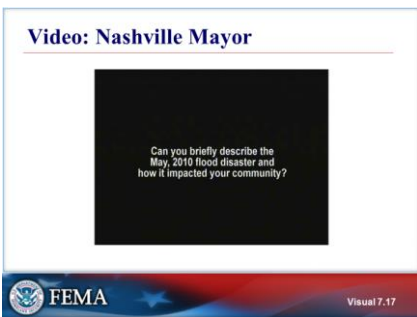 Video: Nashville Mayor
Can you briefly describe the
May, 2010 flood disaster and
how it impacted your community?
FEMA
Visual 7.17